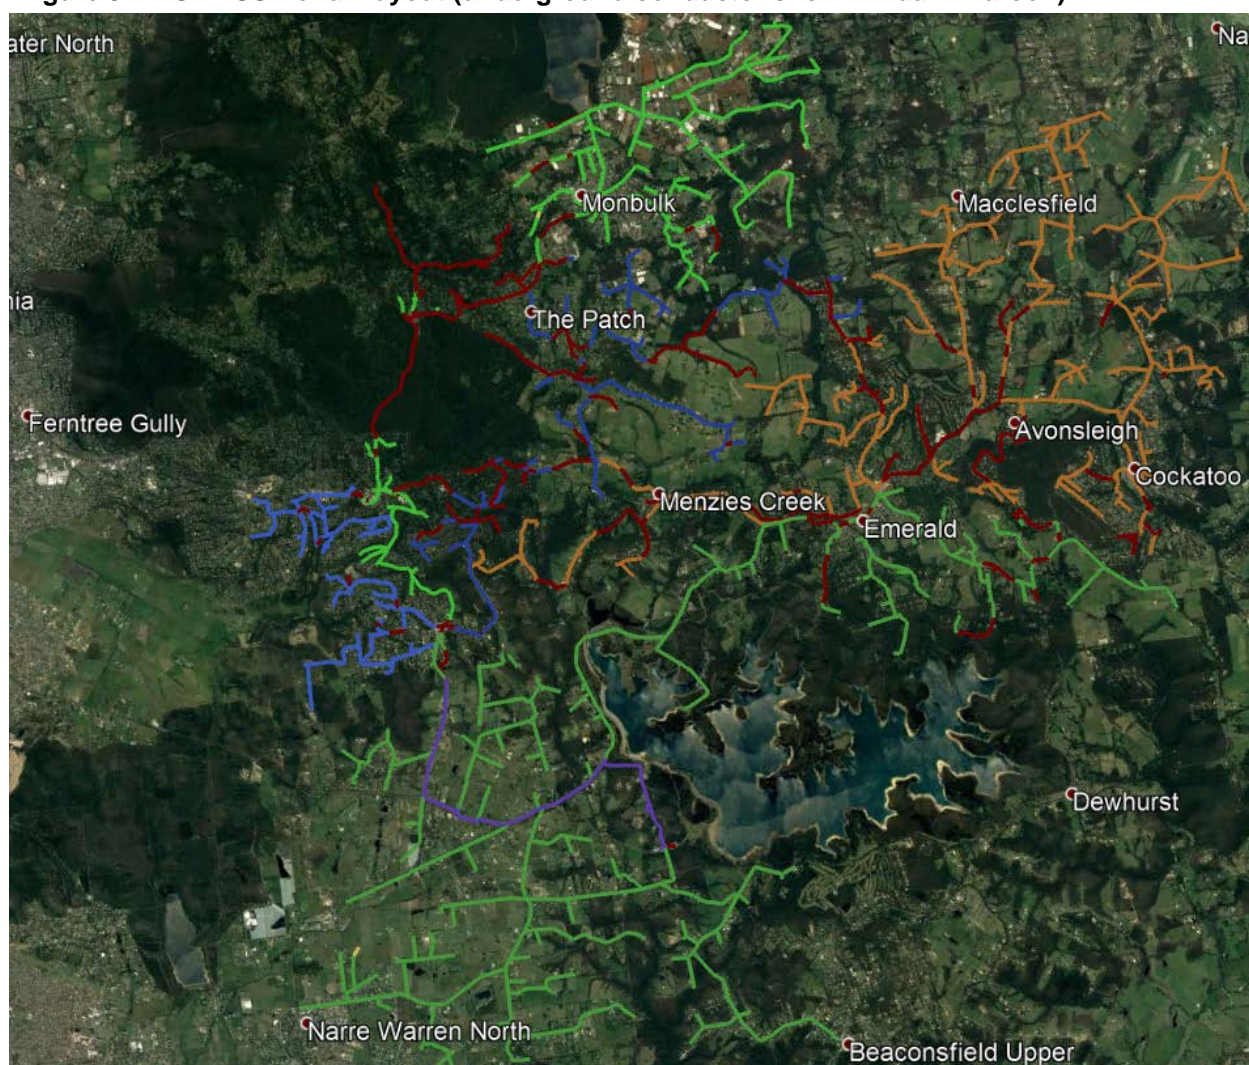 ater North
Na
Monbulk
Macclesfield
nia
The Patch
Ferntree Gully
Avonsleigh
Cockatoo
Menzies Creek
Emerald
Dewhurst
Narre Warren North
Beaconsfield Upper